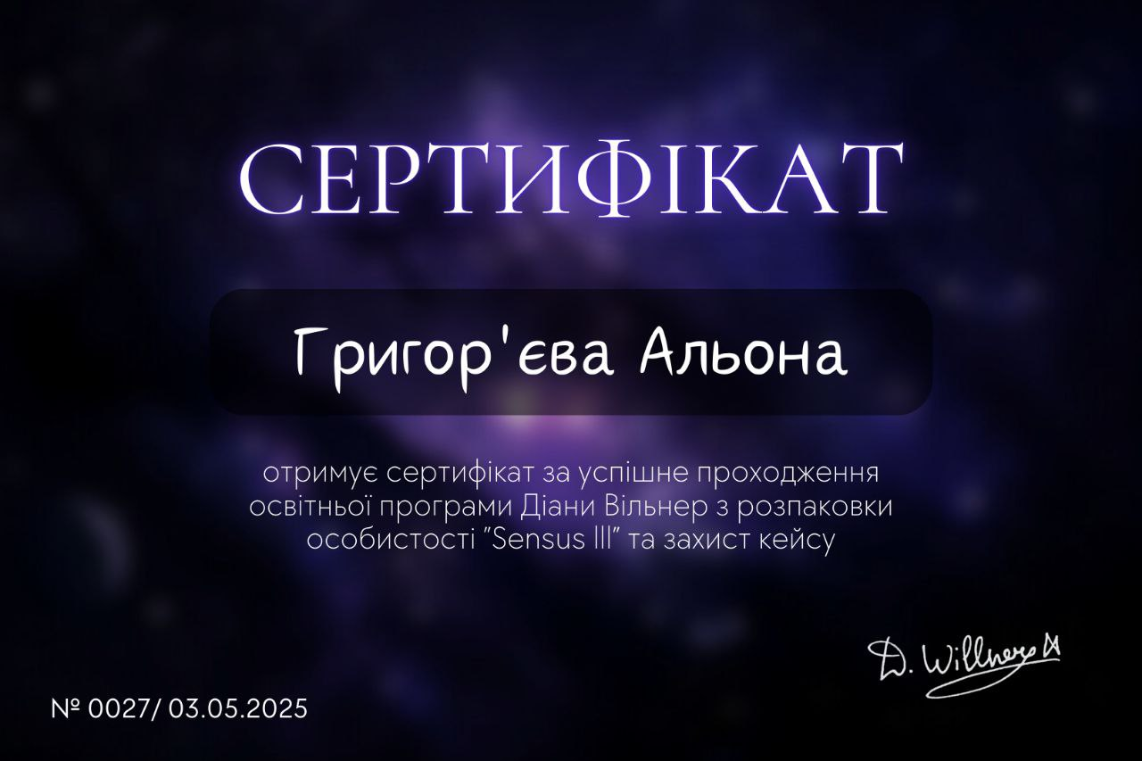 СЕРТИФІКАТ
Григор'єва Альона
отримує сертифікат за успішне проходження
освітньої програми Діани Вільнер з розпаковки
особистості "Sensus III" та захист кейсу
D. Willner
№ 0027/ 03.05.2025